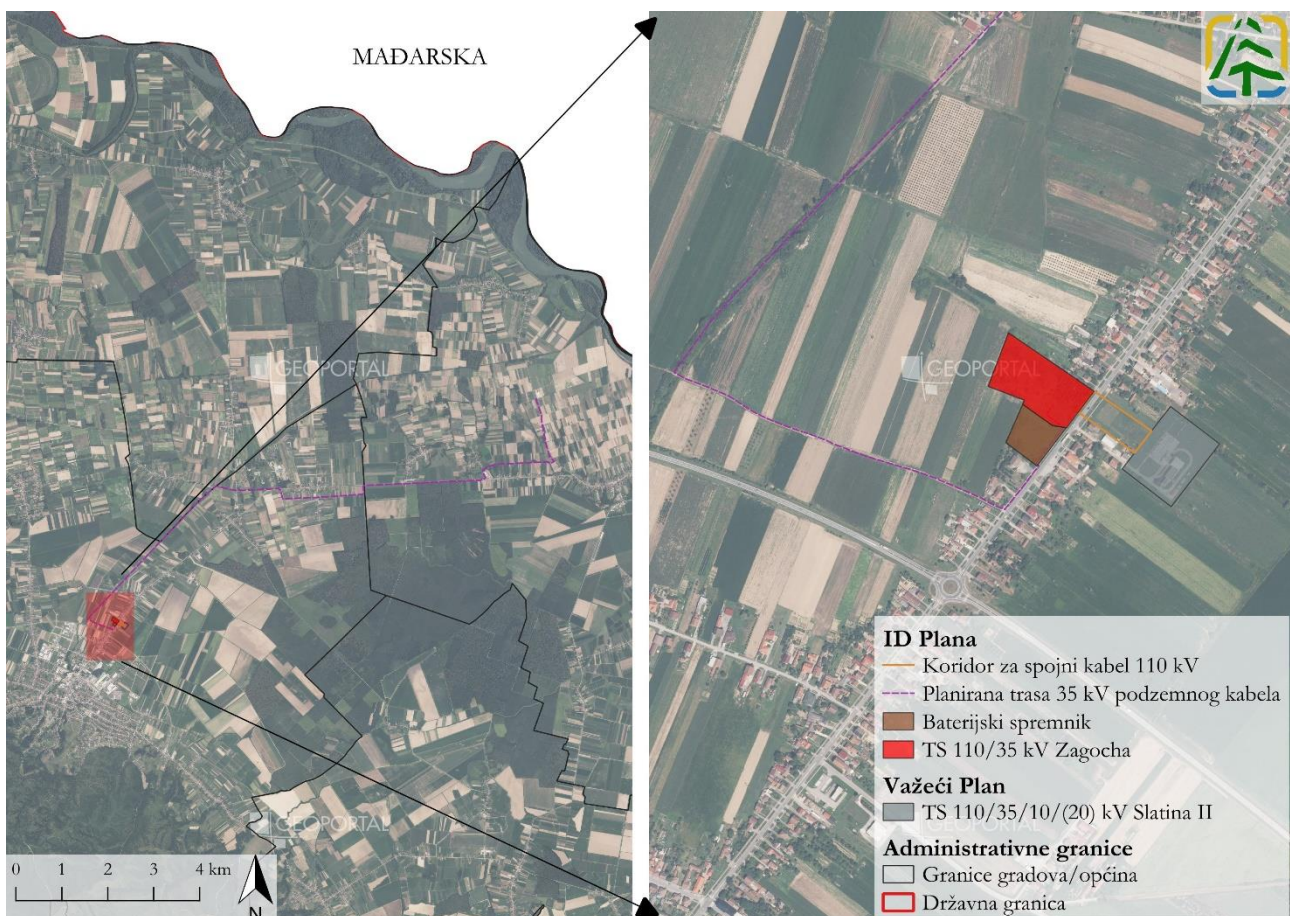 MAĐARSKA
GEOPORTAL
GEOPORTAL
0 1 2 4 km
N
GEOPORTAL
ID Plana
Koridor za spojni kabel 110 kV
Planirana trasa 35 kV podzemnog kabela
Baterijski spremnik
TS 110/35 kV Zagocha
Važeći Plan
TS 110/35/10/(20) kV Slatina II
Administrativne granice
Granice gradova/općina
Državna granica